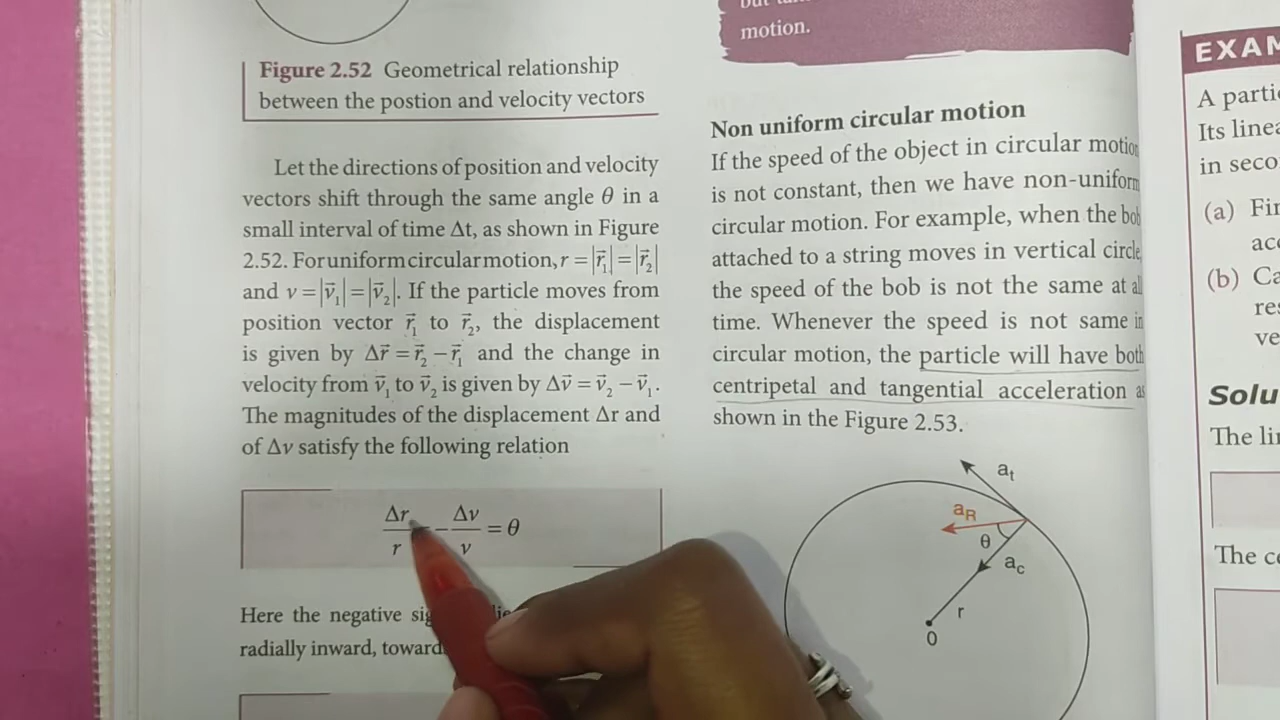 Figure 2.52 Geometrical relationship
between the postion and velocity vectors
Let the directions of position and velocity
vectors shift through the same angle θ in a
small interval of time Δt, as shown in Figure
2.52. For uniform circular motion, r = |r⃗₁| = |r⃗₂|
and v = |v⃗₁| = |v⃗₂|. If the particle moves from
position vector r⃗₁ to r⃗₂, the displacement
is given by Δr⃗ = r⃗₂ − r⃗₁ and the change in
velocity from v⃗₁ to v⃗₂ is given by Δv⃗ = v⃗₂ − v⃗₁.
The magnitudes of the displacement Δr and
of Δv satisfy the following relation
Δr/r = −Δv/v = θ
Here the negative
radially inward,
motion.
Non uniform circular motion
If the speed of the object in circular motion
is not constant, then we have non-uniform
circular motion. For example, when the bob
attached to a string moves in vertical circle
the speed of the bob is not the same at all
time. Whenever the speed is not same in
circular motion, the particle will have both
centripetal and tangential acceleration as
shown in the Figure 2.53.
aₜ
a_R
θ
a_c
r
0
EXAM
A parti
Its linea
in seco
(a) Fin
acc
(b) Ca
res
ve
Solu
The lin
The ce